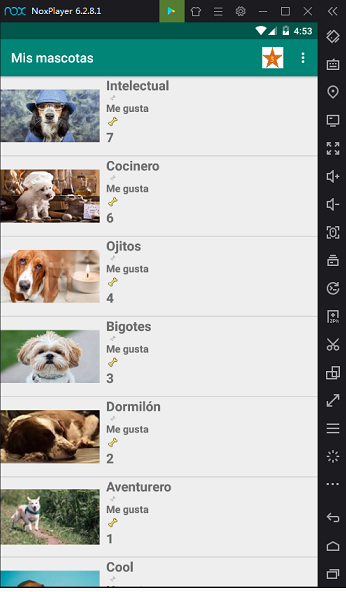 nox NoxPlayer 6.2.8.1
4:53
Mis mascotas
Intelectual
Me gusta
7
Cocinero
Me gusta
6
Ojitos
Me gusta
4
Bigotes
Me gusta
3
Dormilón
Me gusta
2
Aventurero
Me gusta
1
Cool